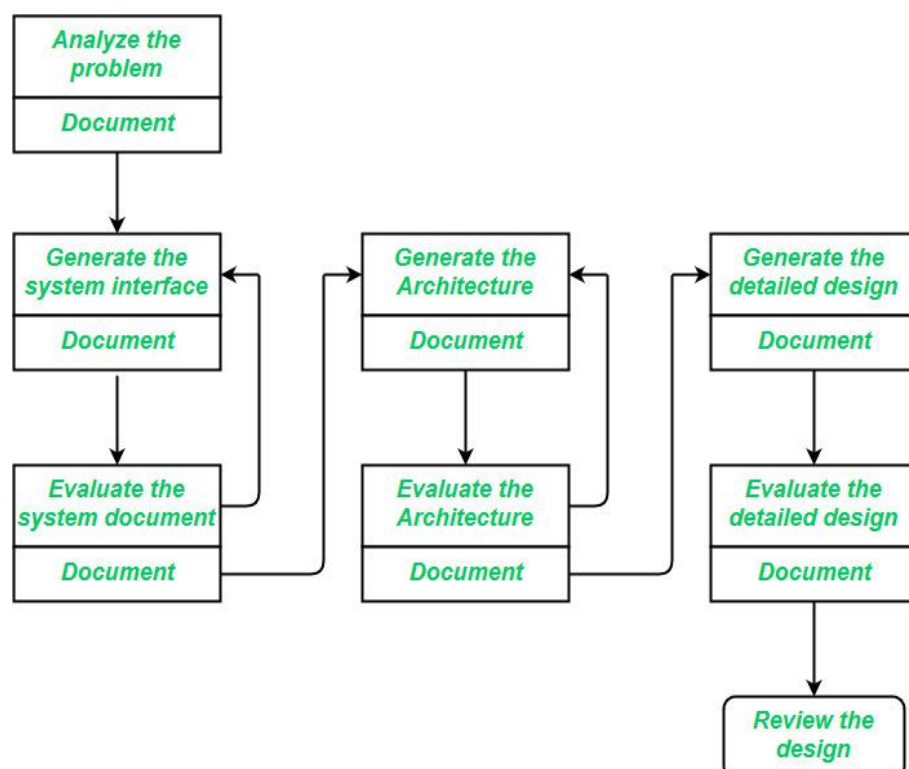 Analyze the
problem
Document
Generate the
system interface
Document
Evaluate the
system document
Document
Generate the
Architecture
Document
Evaluate the
Architecture
Document
Generate the
detailed design
Document
Evaluate the
detailed design
Document
Review the
design